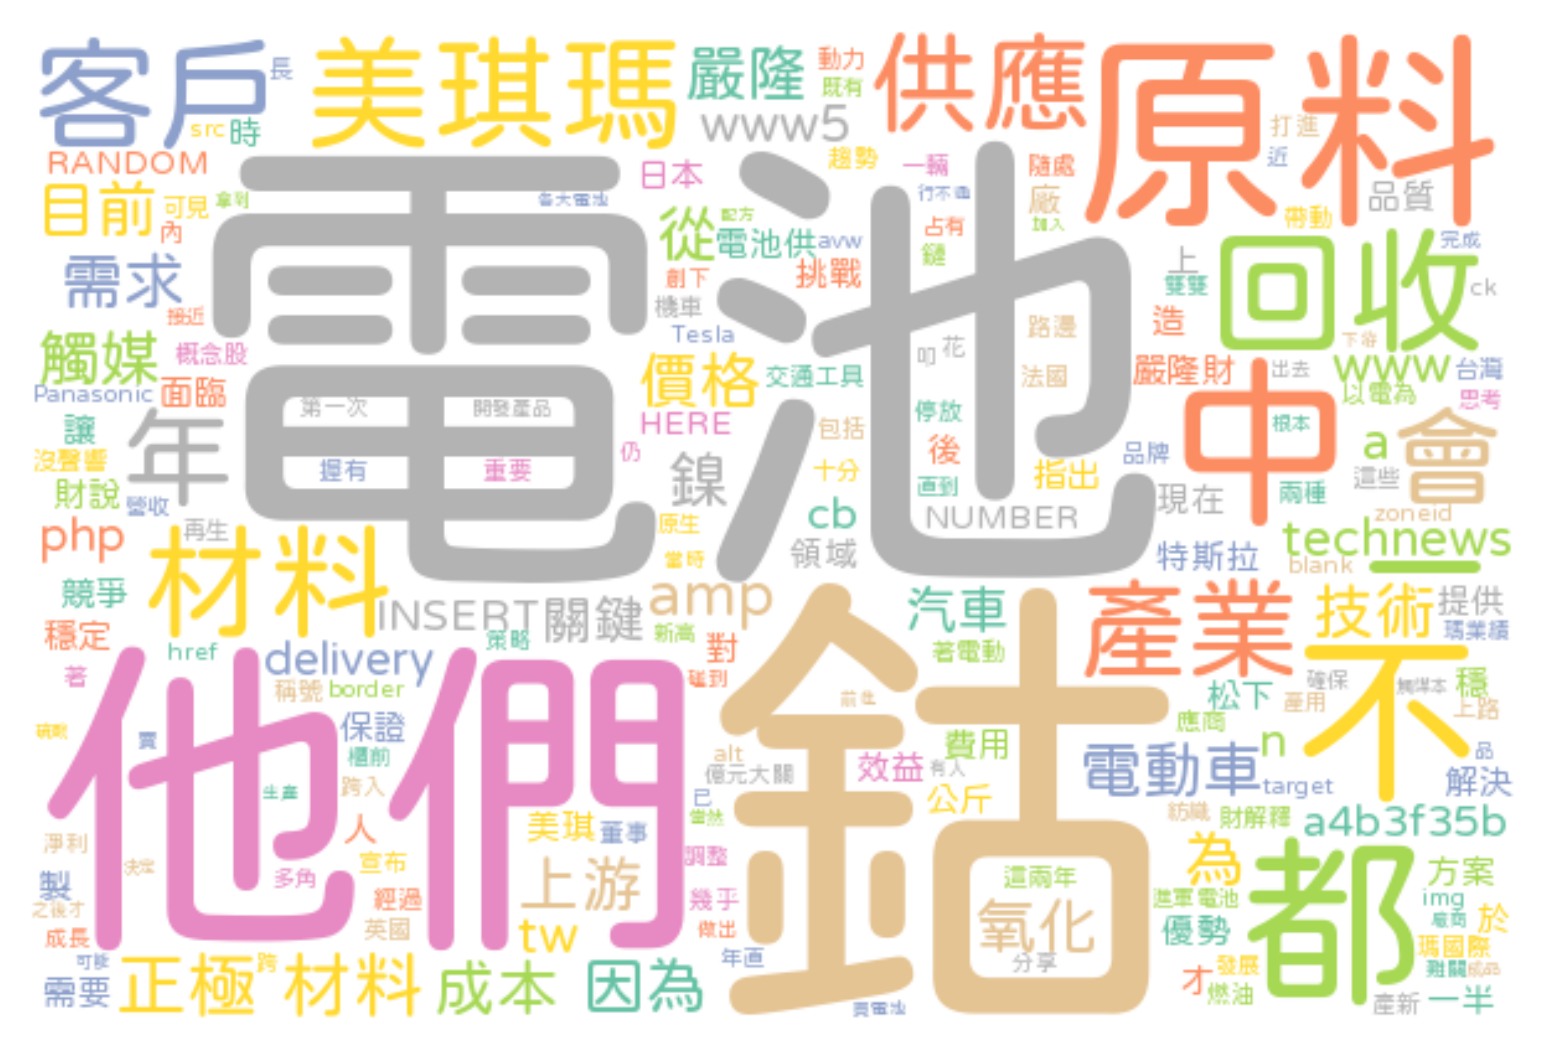 客戶
長
美琪瑪
嚴隆
動力
既有
供應
原料
src
時
www5
打進
近
RANDOM
日本
趨勢
一輛
隨處
目前
可見
拿到
內
各大電池
電池
行不通
廠
品質
帶動
從
配方
電池供
avw
占有
加入
鏈
完成
需求
創下
挑戰
上
雙雙
回收
ck
接近
機車
造
Tesla
路邊
下游
觸媒
概念股
價格
交通工具
叩
花
法國
嚴隆財
中
出去
www
台灣
Panasonic
面臨
第一次
開發產品
以電為
思考
讓
年
HERE
包括
停放
後
品牌
根本
a
會
沒聲響
握有
重要
仍
鎳
十分
直到
指出
這些
財說
營收
cb
NUMBER
現在
兩種
zoneid
php
再生
原生
technews
材料
當時
領域
特斯拉
blank
競爭
INSERT
關鍵
amp
汽車
產業
技術
提供
穩定
策略
新高
對
著電動
瑪業績
href
delivery
他們
鈷
不
著
稱號
border
碰到
前進
松下
確保
觸媒本
穩
產用
上路
硫酸
賣
保證
應商
櫃前
alt
億元大關
效益
費用
有人
電動車
n
品
生產
跨入
已
公斤
target
解決
人
美琪
董事
當然
紡織
財解釋
a4b3f35b
淨利
決定
宣布
調整
為
都
製
多角
上游
這兩年
方案
之後才
經過
幾乎
氧化
進軍電池
img
成長
英國
tw
做出
優勢
廠商
於
可能
跨
分享
瑪國際
需要
正極
材料
成本
因為
年直
才
發展
難關
成品
燃油
買電池
產新
一半